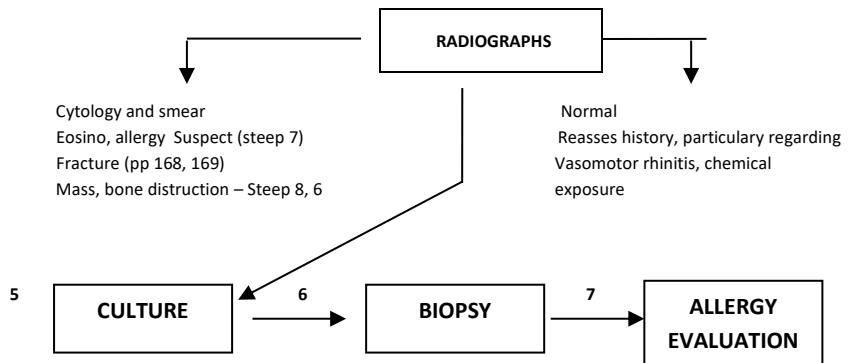 RADIOGRAPHS
Cytology and smear
Eosino, allergy  Suspect (steep 7)
Fracture (pp 168, 169)
Mass, bone distruction – Steep 8, 6
Normal
Reasses history, particulary regarding
Vasomotor rhinitis, chemical
exposure
5
CULTURE
6
BIOPSY
7
ALLERGY
EVALUATION